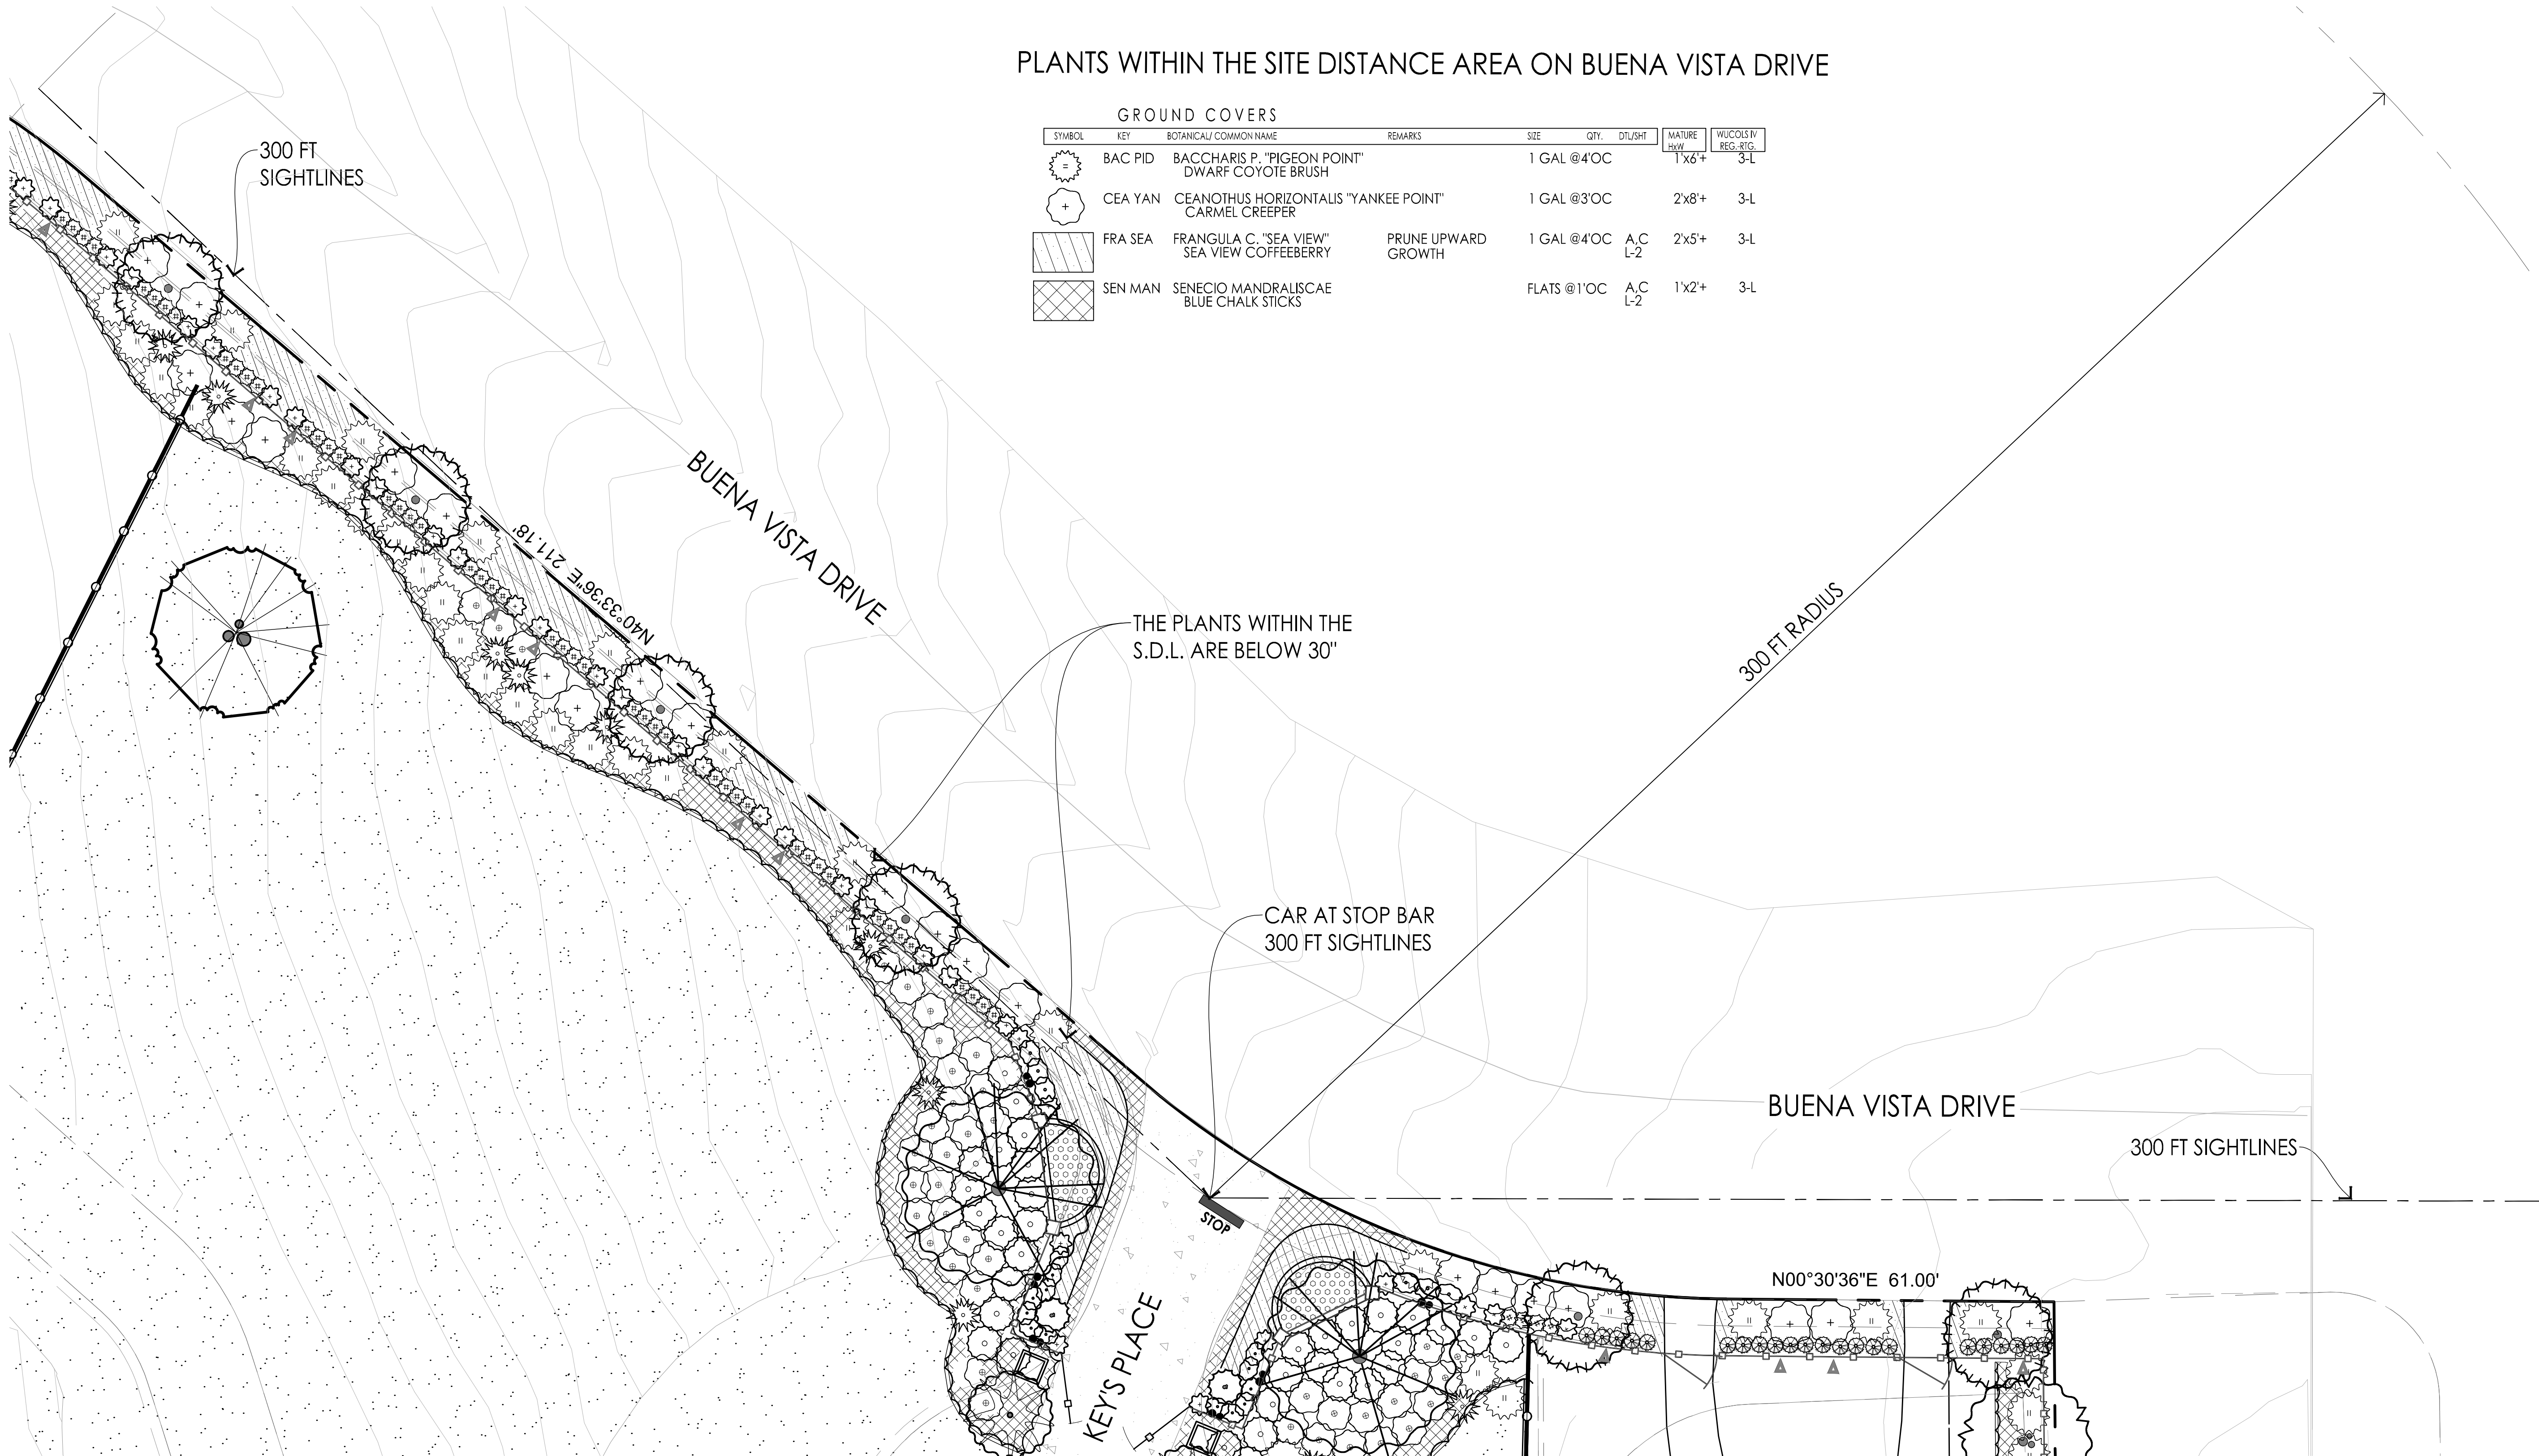 PLANTS WITHIN THE SITE DISTANCE AREA ON BUENA VISTA DRIVE
GROUND COVERS
SYMBOL KEY BOTANICAL/ COMMON NAME REMARKS SIZE QTY. DTL/SHT MATURE HxW WUCOLS IV REG.-RTG.
BAC PID BACCHARIS P. "PIGEON POINT" 1 GAL @4'OC 1'x6'+ 3-L
DWARF COYOTE BRUSH
CEA YAN CEANOTHUS HORIZONTALIS "YANKEE POINT" 1 GAL @3'OC 2'x8'+ 3-L
CARMEL CREEPER
FRA SEA FRANGULA C. "SEA VIEW" PRUNE UPWARD 1 GAL @4'OC A,C 2'x5'+ 3-L
SEA VIEW COFFEEBERRY GROWTH L-2
SEN MAN SENECIO MANDRALISCAE FLATS @1'OC A,C 1'x2'+ 3-L
BLUE CHALK STICKS L-2
300 FT
SIGHTLINES
BUENA VISTA DRIVE
N40°33'36"E 211.18'
THE PLANTS WITHIN THE
S.D.L. ARE BELOW 30"
300 FT. RADIUS
CAR AT STOP BAR
300 FT SIGHTLINES
BUENA VISTA DRIVE
300 FT SIGHTLINES
STOP
N00°30'36"E 61.00'
KEY'S PLACE